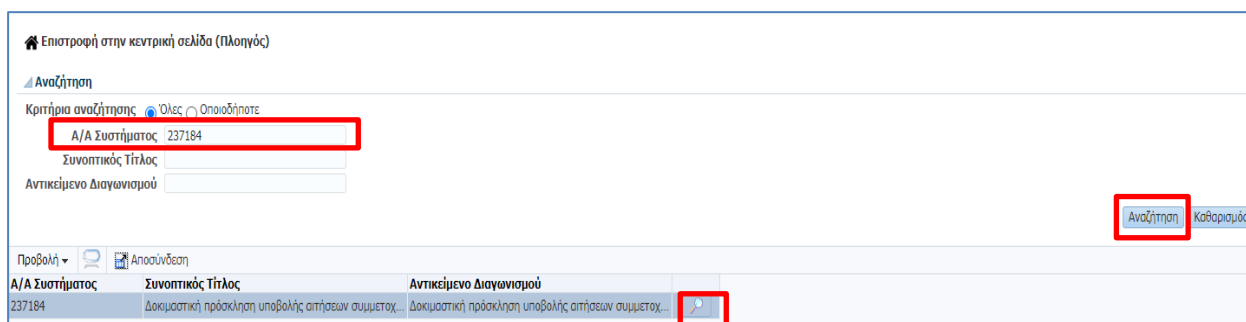 Επιστροφή στην κεντρική σελίδα (Πλοηγός)
Αναζήτηση
Κριτήρια αναζήτησης Όλες Οποιοδήποτε
Α/Α Συστήματος 237184
Συνοπτικός Τίτλος
Αντικείμενο Διαγωνισμού
Αναζήτηση Καθαρισμός
Προβολή Αποσύνδεση
Α/Α Συστήματος Συνοπτικός Τίτλος Αντικείμενο Διαγωνισμού
237184 Δοκιμαστική πρόσκληση υποβολής αιτήσεων συμμετοχ... Δοκιμαστική πρόσκληση υποβολής αιτήσεων συμμετοχ...